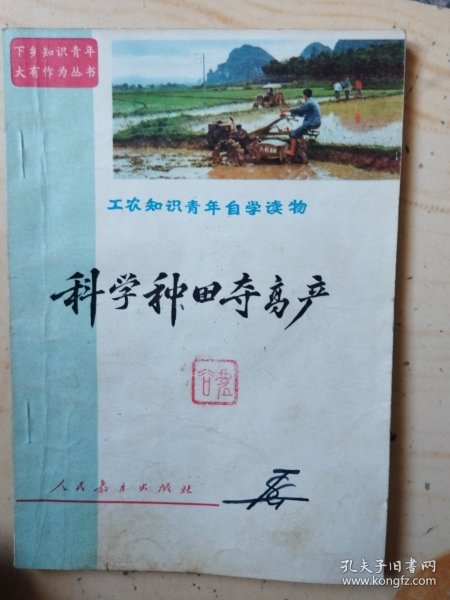 下乡知识青年
大有作为丛书
工农知识青年自学读物
科学种田夺高产
人民教育出版社
孔夫子旧书网
www.kongfz.com